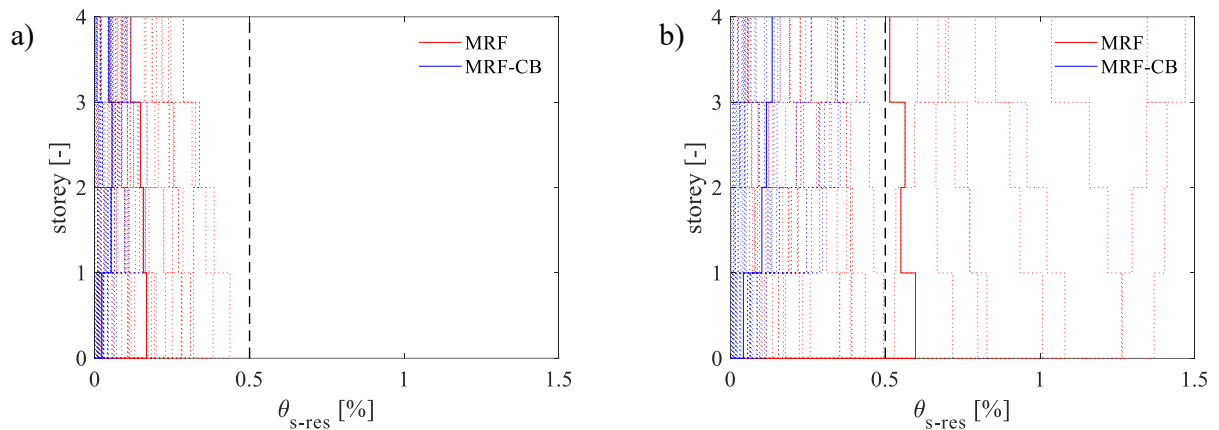 a)
4
3
2
1
0
storey [-]
MRF
MRF-CB
0 0.5 1 1.5
θs-res [%]
b)
4
3
2
1
0
storey [-]
MRF
MRF-CB
0 0.5 1 1.5
θs-res [%]